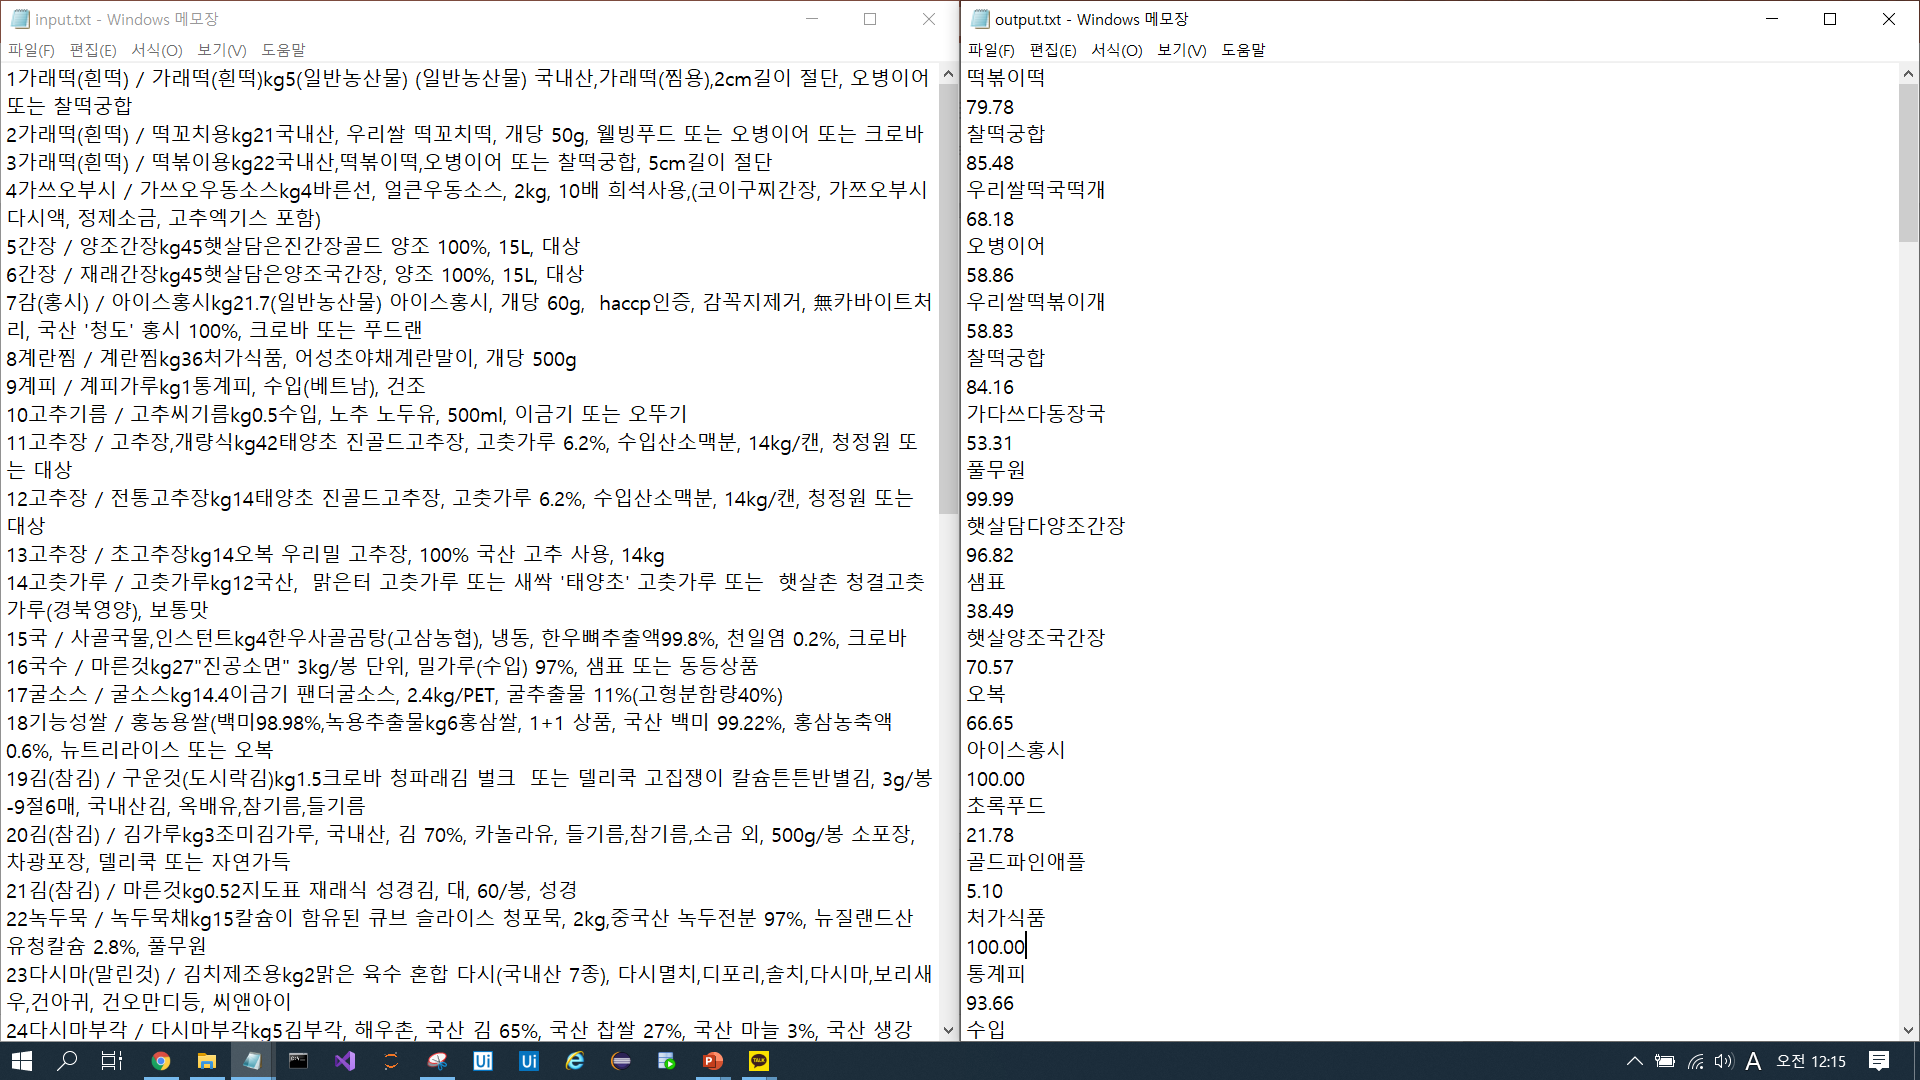 input.txt - Windows 메모장
파일(F) 편집(E) 서식(O) 보기(V) 도움말
1가래떡(흰떡) / 가래떡(흰떡)kg5(일반농산물) (일반농산물) 국내산,가래떡(찜용),2cm길이 절단, 오병이어
또는 찰떡궁합
2가래떡(흰떡) / 떡꼬치용kg21국내산, 우리쌀 떡꼬치떡, 개당 50g, 웰빙푸드 또는 오병이어 또는 크로바
3가래떡(흰떡) / 떡볶이용kg22국내산,떡볶이떡,오병이어 또는 찰떡궁합, 5cm길이 절단
4가쓰오부시 / 가쓰오우동소스kg4바른선, 얼큰우동소스, 2kg, 10배 희석사용,(코이구찌간장, 가쯔오부시
다시액, 정제소금, 고추엑기스 포함)
5간장 / 양조간장kg45햇살담은진간장골드 양조 100%, 15L, 대상
6간장 / 재래간장kg45햇살담은양조국간장, 양조 100%, 15L, 대상
7감(홍시) / 아이스홍시kg21.7(일반농산물) 아이스홍시, 개당 60g,  haccp인증, 감꼭지제거, 無카바이트처
리, 국산 '청도' 홍시 100%, 크로바 또는 푸드랜
8계란찜 / 계란찜kg36처가식품, 어성초야채계란말이, 개당 500g
9계피 / 계피가루kg1통계피, 수입(베트남), 건조
10고추기름 / 고추씨기름kg0.5수입, 노추 노두유, 500ml, 이금기 또는 오뚜기
11고추장 / 고추장,개량식kg42태양초 진골드고추장, 고춧가루 6.2%, 수입산소맥분, 14kg/캔, 청정원 또
는 대상
12고추장 / 전통고추장kg14태양초 진골드고추장, 고춧가루 6.2%, 수입산소맥분, 14kg/캔, 청정원 또는
대상
13고추장 / 초고추장kg14오복 우리밀 고추장, 100% 국산 고추 사용, 14kg
14고춧가루 / 고춧가루kg12국산,  맑은터 고춧가루 또는 새싹 '태양초' 고춧가루 또는  햇살촌 청결고춧
가루(경북영양), 보통맛
15국 / 사골국물,인스턴트kg4한우사골곰탕(고삼농협), 냉동, 한우뼈추출액99.8%, 천일염 0.2%, 크로바
16국수 / 마른것kg27"진공소면" 3kg/봉 단위, 밀가루(수입) 97%, 샘표 또는 동등상품
17굴소스 / 굴소스kg14.4이금기 팬더굴소스, 2.4kg/PET, 굴추출물 11%(고형분함량40%)
18기능성쌀 / 홍농용쌀(백미98.98%,녹용추출물kg6홍삼쌀, 1+1 상품, 국산 백미 99.22%, 홍삼농축액
0.6%, 뉴트리라이스 또는 오복
19김(참김) / 구운것(도시락김)kg1.5크로바 청파래김 벌크  또는 델리쿡 고집쟁이 칼슘튼튼반별김, 3g/봉
-9절6매, 국내산김, 옥배유,참기름,들기름
20김(참김) / 김가루kg3조미김가루, 국내산, 김 70%, 카놀라유, 들기름,참기름,소금 외, 500g/봉 소포장,
차광포장, 델리쿡 또는 자연가득
21김(참김) / 마른것kg0.52지도표 재래식 성경김, 대, 60/봉, 성경
22녹두묵 / 녹두묵채kg15칼슘이 함유된 큐브 슬라이스 청포묵, 2kg,중국산 녹두전분 97%, 뉴질랜드산
유청칼슘 2.8%, 풀무원
23다시마(말린것) / 김치제조용kg2맑은 육수 혼합 다시(국내산 7종), 다시멸치,디포리,솔치,다시마,보리새
우,건아귀, 건오만디등, 씨앤아이
24다시마부각 / 다시마부각kg5김부각, 해우촌, 국산 김 65%, 국산 찹쌀 27%, 국산 마늘 3%, 국산 생강
output.txt - Windows 메모장
파일(F) 편집(E) 서식(O) 보기(V) 도움말
떡볶이떡
79.78
찰떡궁합
85.48
우리쌀떡국떡개
68.18
오병이어
58.86
우리쌀떡볶이개
58.83
찰떡궁합
84.16
가다쓰다동장국
53.31
풀무원
99.99
햇살담다양조간장
96.82
샘표
38.49
햇살양조국간장
70.57
오복
66.65
아이스홍시
100.00
초록푸드
21.78
골드파인애플
5.10
처가식품
100.00
통계피
93.66
수입
Ui
Ui
TALK
A
오전 12:15